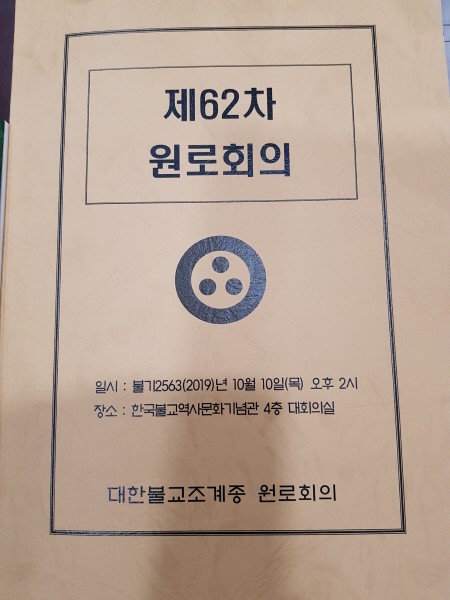 제62차
원로회의
일시 : 불기2563(2019)년 10월 10일(목) 오후 2시
장소 : 한국불교역사문화기념관 4층 대회의실
대한불교조계종 원로회의